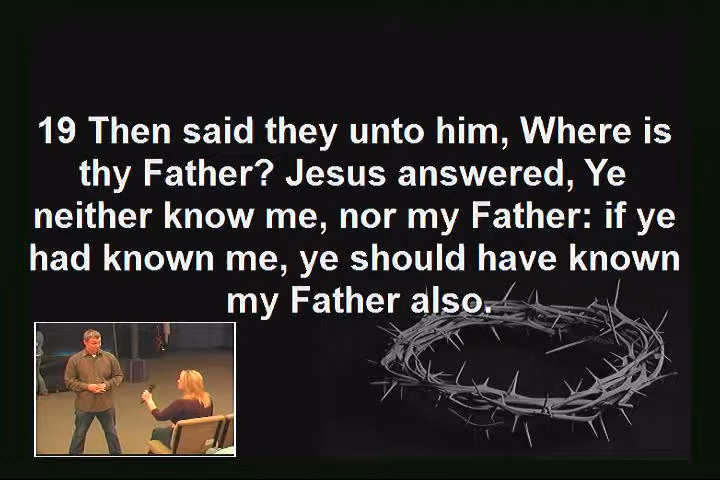 19 Then said they unto him, Where is
thy Father? Jesus answered, Ye
neither know me, nor my Father: if ye
had known me, ye should have known
my Father also.